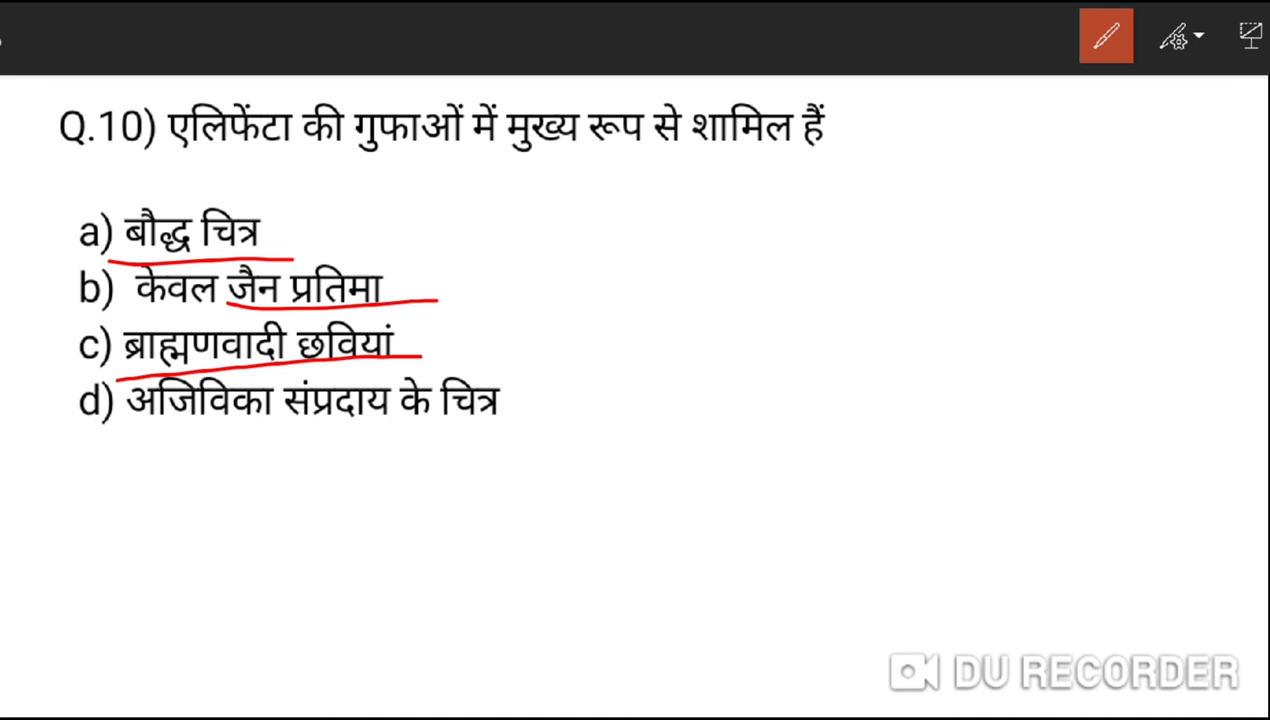 Q.10) एलिफेंटा की गुफाओं में मुख्य रूप से शामिल हैं
a) बौद्ध चित्र
b) केवल जैन प्रतिमा
c) ब्राह्मणवादी छवियां
d) अजिविका संप्रदाय के चित्र
DU RECORDER